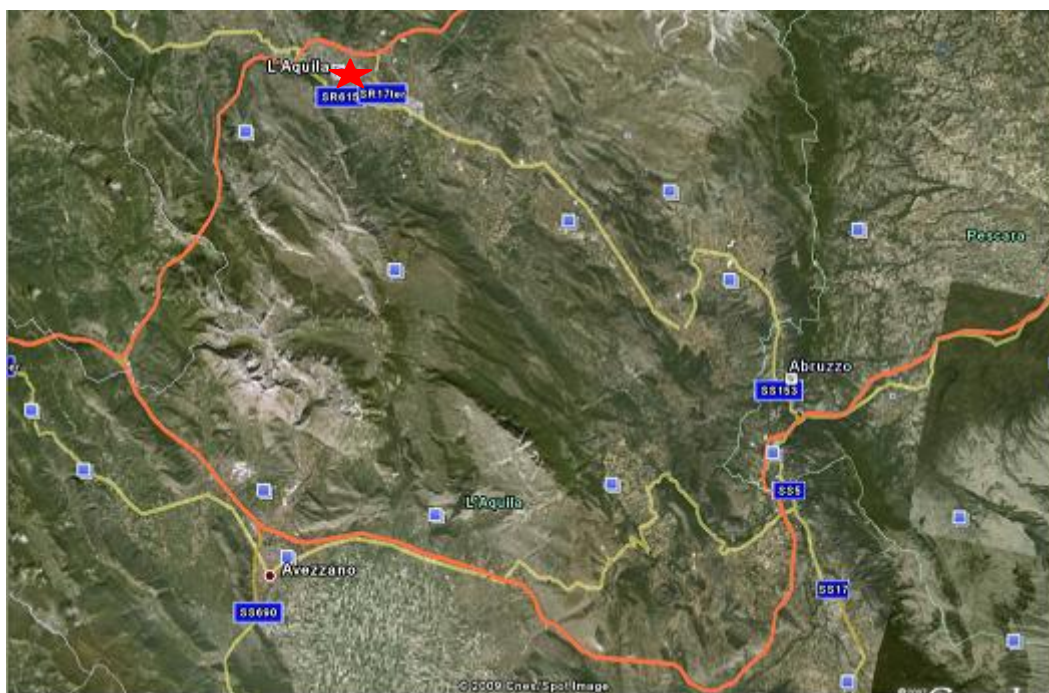 L'Aquila
SR615
SR17ter
Pescara
Abruzzo
SS153
SS5
L'Aquila
Avezzano
SS17
SS690
© 2009 Cnes/Spot Image